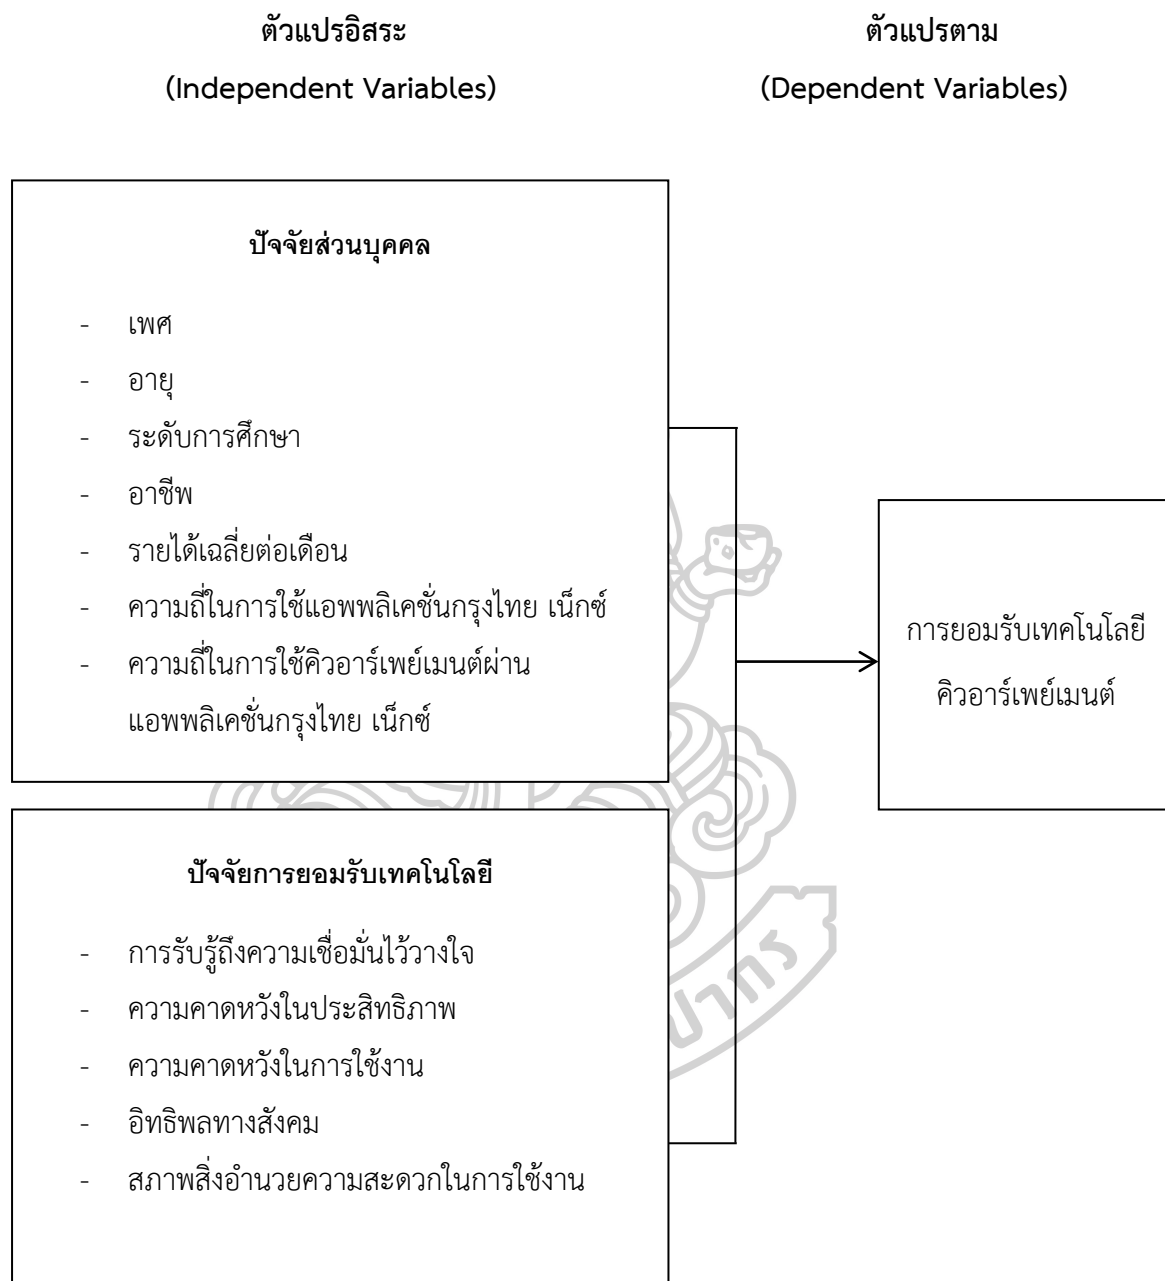 ตัวแปรอิสระ
(Independent Variables)
ตัวแปรตาม
(Dependent Variables)
ปัจจัยส่วนบุคคล
- เพศ
- อายุ
- ระดับการศึกษา
- อาชีพ
- รายได้เฉลี่ยต่อเดือน
- ความถี่ในการใช้แอพพลิเคชั่นกรุงไทย เน็กซ์
- ความถี่ในการใช้คิวอาร์เพย์เมนต์ผ่าน
แอพพลิเคชั่นกรุงไทย เน็กซ์
ปัจจัยการยอมรับเทคโนโลยี
- การรับรู้ถึงความเชื่อมั่นไว้วางใจ
- ความคาดหวังในประสิทธิภาพ
- ความคาดหวังในการใช้งาน
- อิทธิพลทางสังคม
- สภาพสิ่งอำนวยความสะดวกในการใช้งาน
การยอมรับเทคโนโลยี
คิวอาร์เพย์เมนต์